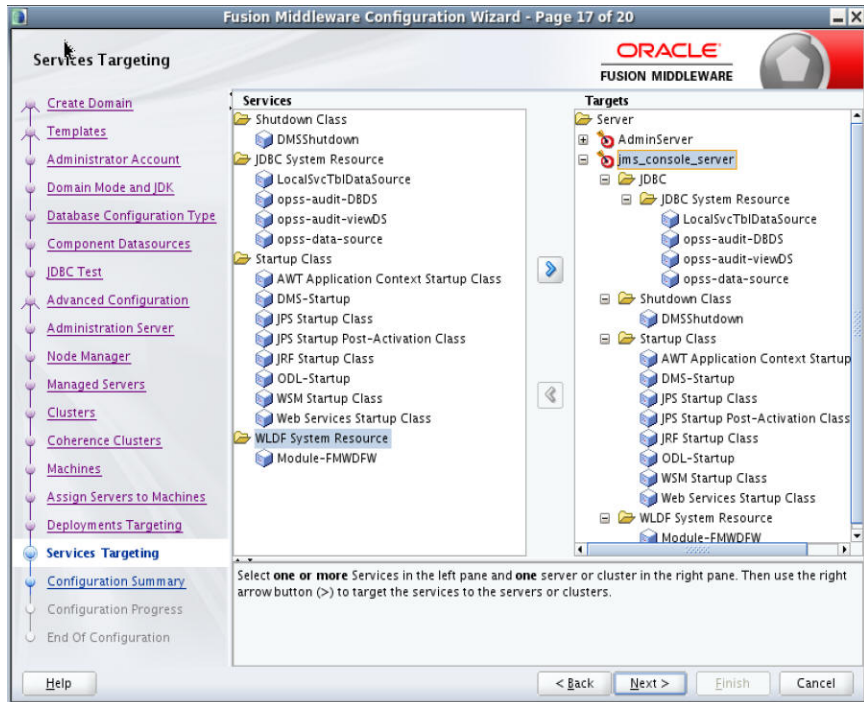 Fusion Middleware Configuration Wizard - Page 17 of 20
Services Targeting
ORACLE
FUSION MIDDLEWARE
Create Domain
Templates
Administrator Account
Domain Mode and JDK
Database Configuration Type
Component Datasources
JDBC Test
Advanced Configuration
Administration Server
Node Manager
Managed Servers
Clusters
Coherence Clusters
Machines
Assign Servers to Machines
Deployments Targeting
Services Targeting
Configuration Summary
Configuration Progress
End Of Configuration
Services
Shutdown Class
DMSShutdown
JDBC System Resource
LocalSvcTblDataSource
opss-audit-DBDS
opss-audit-viewDS
opss-data-source
Startup Class
AWT Application Context Startup Class
DMS-Startup
JPS Startup Class
JPS Startup Post-Activation Class
JRF Startup Class
ODL-Startup
WSM Startup Class
Web Services Startup Class
WLDF System Resource
Module-FMWDFW
Targets
Server
AdminServer
jms_console_server
JDBC
JDBC System Resource
LocalSvcTblDataSource
opss-audit-DBDS
opss-audit-viewDS
opss-data-source
Shutdown Class
DMSShutdown
Startup Class
AWT Application Context Startup
DMS-Startup
JPS Startup Class
JPS Startup Post-Activation Class
JRF Startup Class
ODL-Startup
WSM Startup Class
Web Services Startup Class
WLDF System Resource
Module-FMWDFW
Select one or more Services in the left pane and one server or cluster in the right pane. Then use the right
arrow button (>) to target the services to the servers or clusters.
Help
< Back
Next >
Finish
Cancel